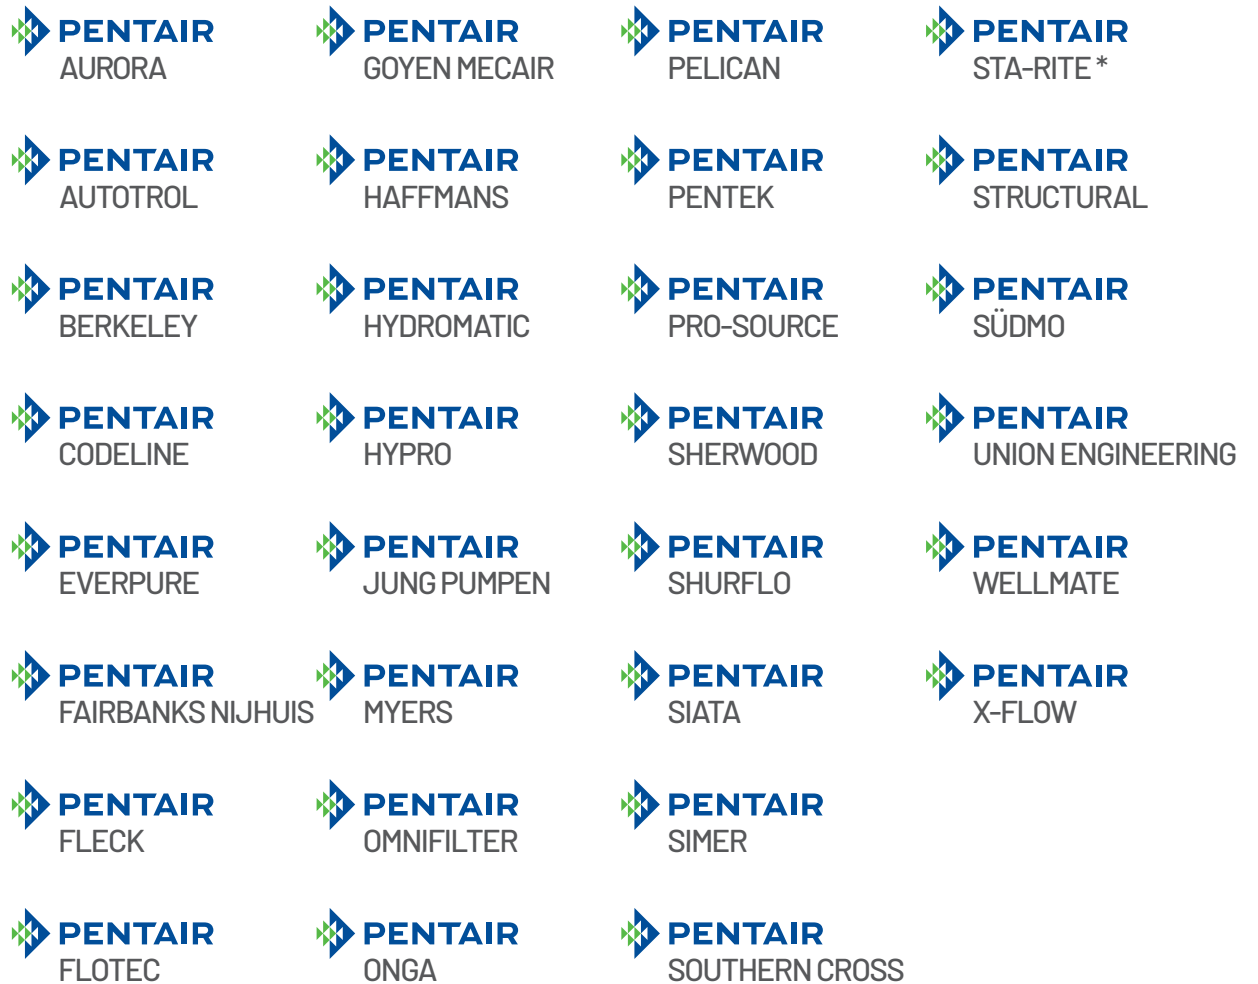 PENTAIR
AURORA
PENTAIR
AUTOTROL
PENTAIR
BERKELEY
PENTAIR
CODELINE
PENTAIR
EVERPURE
PENTAIR
FAIRBANKS NIJHUIS
PENTAIR
FLECK
PENTAIR
FLOTEC
PENTAIR
GOYEN MECAIR
PENTAIR
HAFFMANS
PENTAIR
HYDROMATIC
PENTAIR
HYPRO
PENTAIR
JUNG PUMPEN
PENTAIR
MYERS
PENTAIR
OMNIFILTER
PENTAIR
ONGA
PENTAIR
PELICAN
PENTAIR
PENTEK
PENTAIR
PRO-SOURCE
PENTAIR
SHERWOOD
PENTAIR
SHURFLO
PENTAIR
SIATA
PENTAIR
SIMER
PENTAIR
SOUTHERN CROSS
PENTAIR
STA-RITE *
PENTAIR
STRUCTURAL
PENTAIR
SÜDMO
PENTAIR
UNION ENGINEERING
PENTAIR
WELLMATE
PENTAIR
X-FLOW